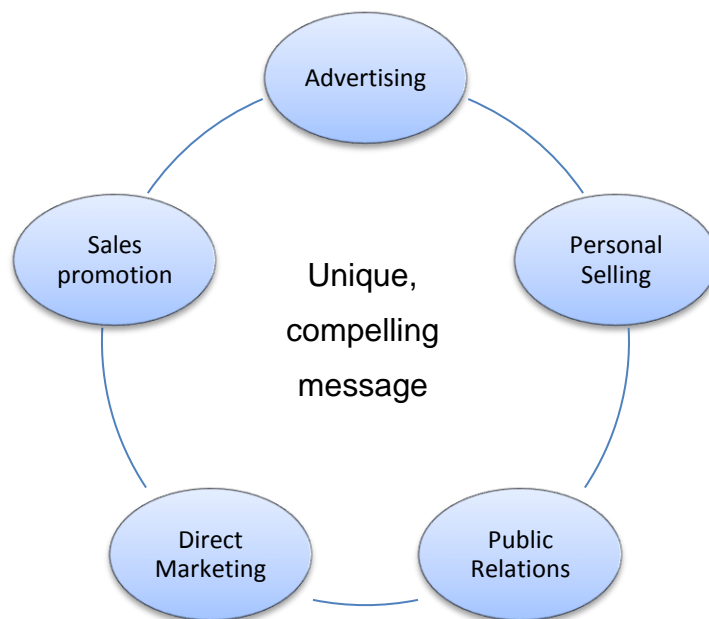 Advertising
Personal
Selling
Public
Relations
Direct
Marketing
Sales
promotion
Unique,
compelling
message